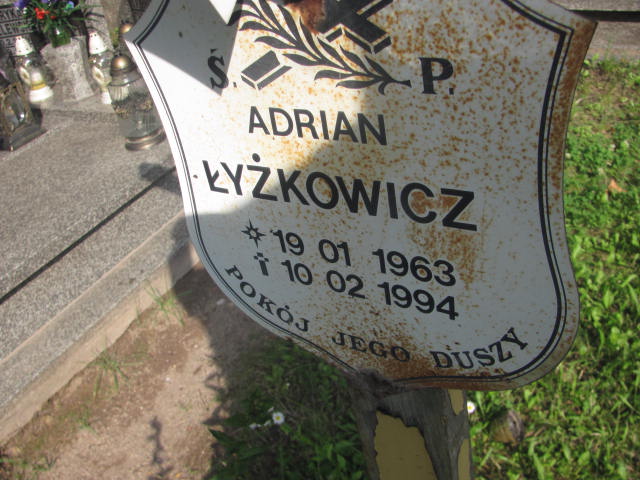 Ś. P.
ADRIAN
ŁYŻKOWICZ
19 01 1963
10 02 1994
POKÓJ JEGO DUSZY